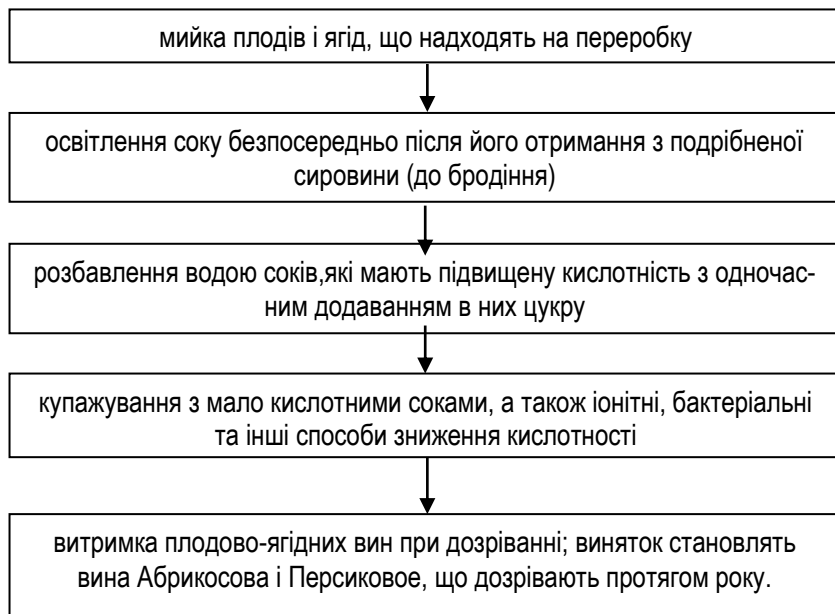 мийка плодів і ягід, що надходять на переробку
освітлення соку безпосередньо після його отримання з подрібненої
сировини (до бродіння)
розбавлення водою соків,які мають підвищену кислотність з одночас-
ним додаванням в них цукру
купажування з мало кислотними соками, а також іонітні, бактеріальні
та інші способи зниження кислотності
витримка плодово-ягідних вин при дозріванні; виняток становлять
вина Абрикосова і Персиковое, що дозрівають протягом року.